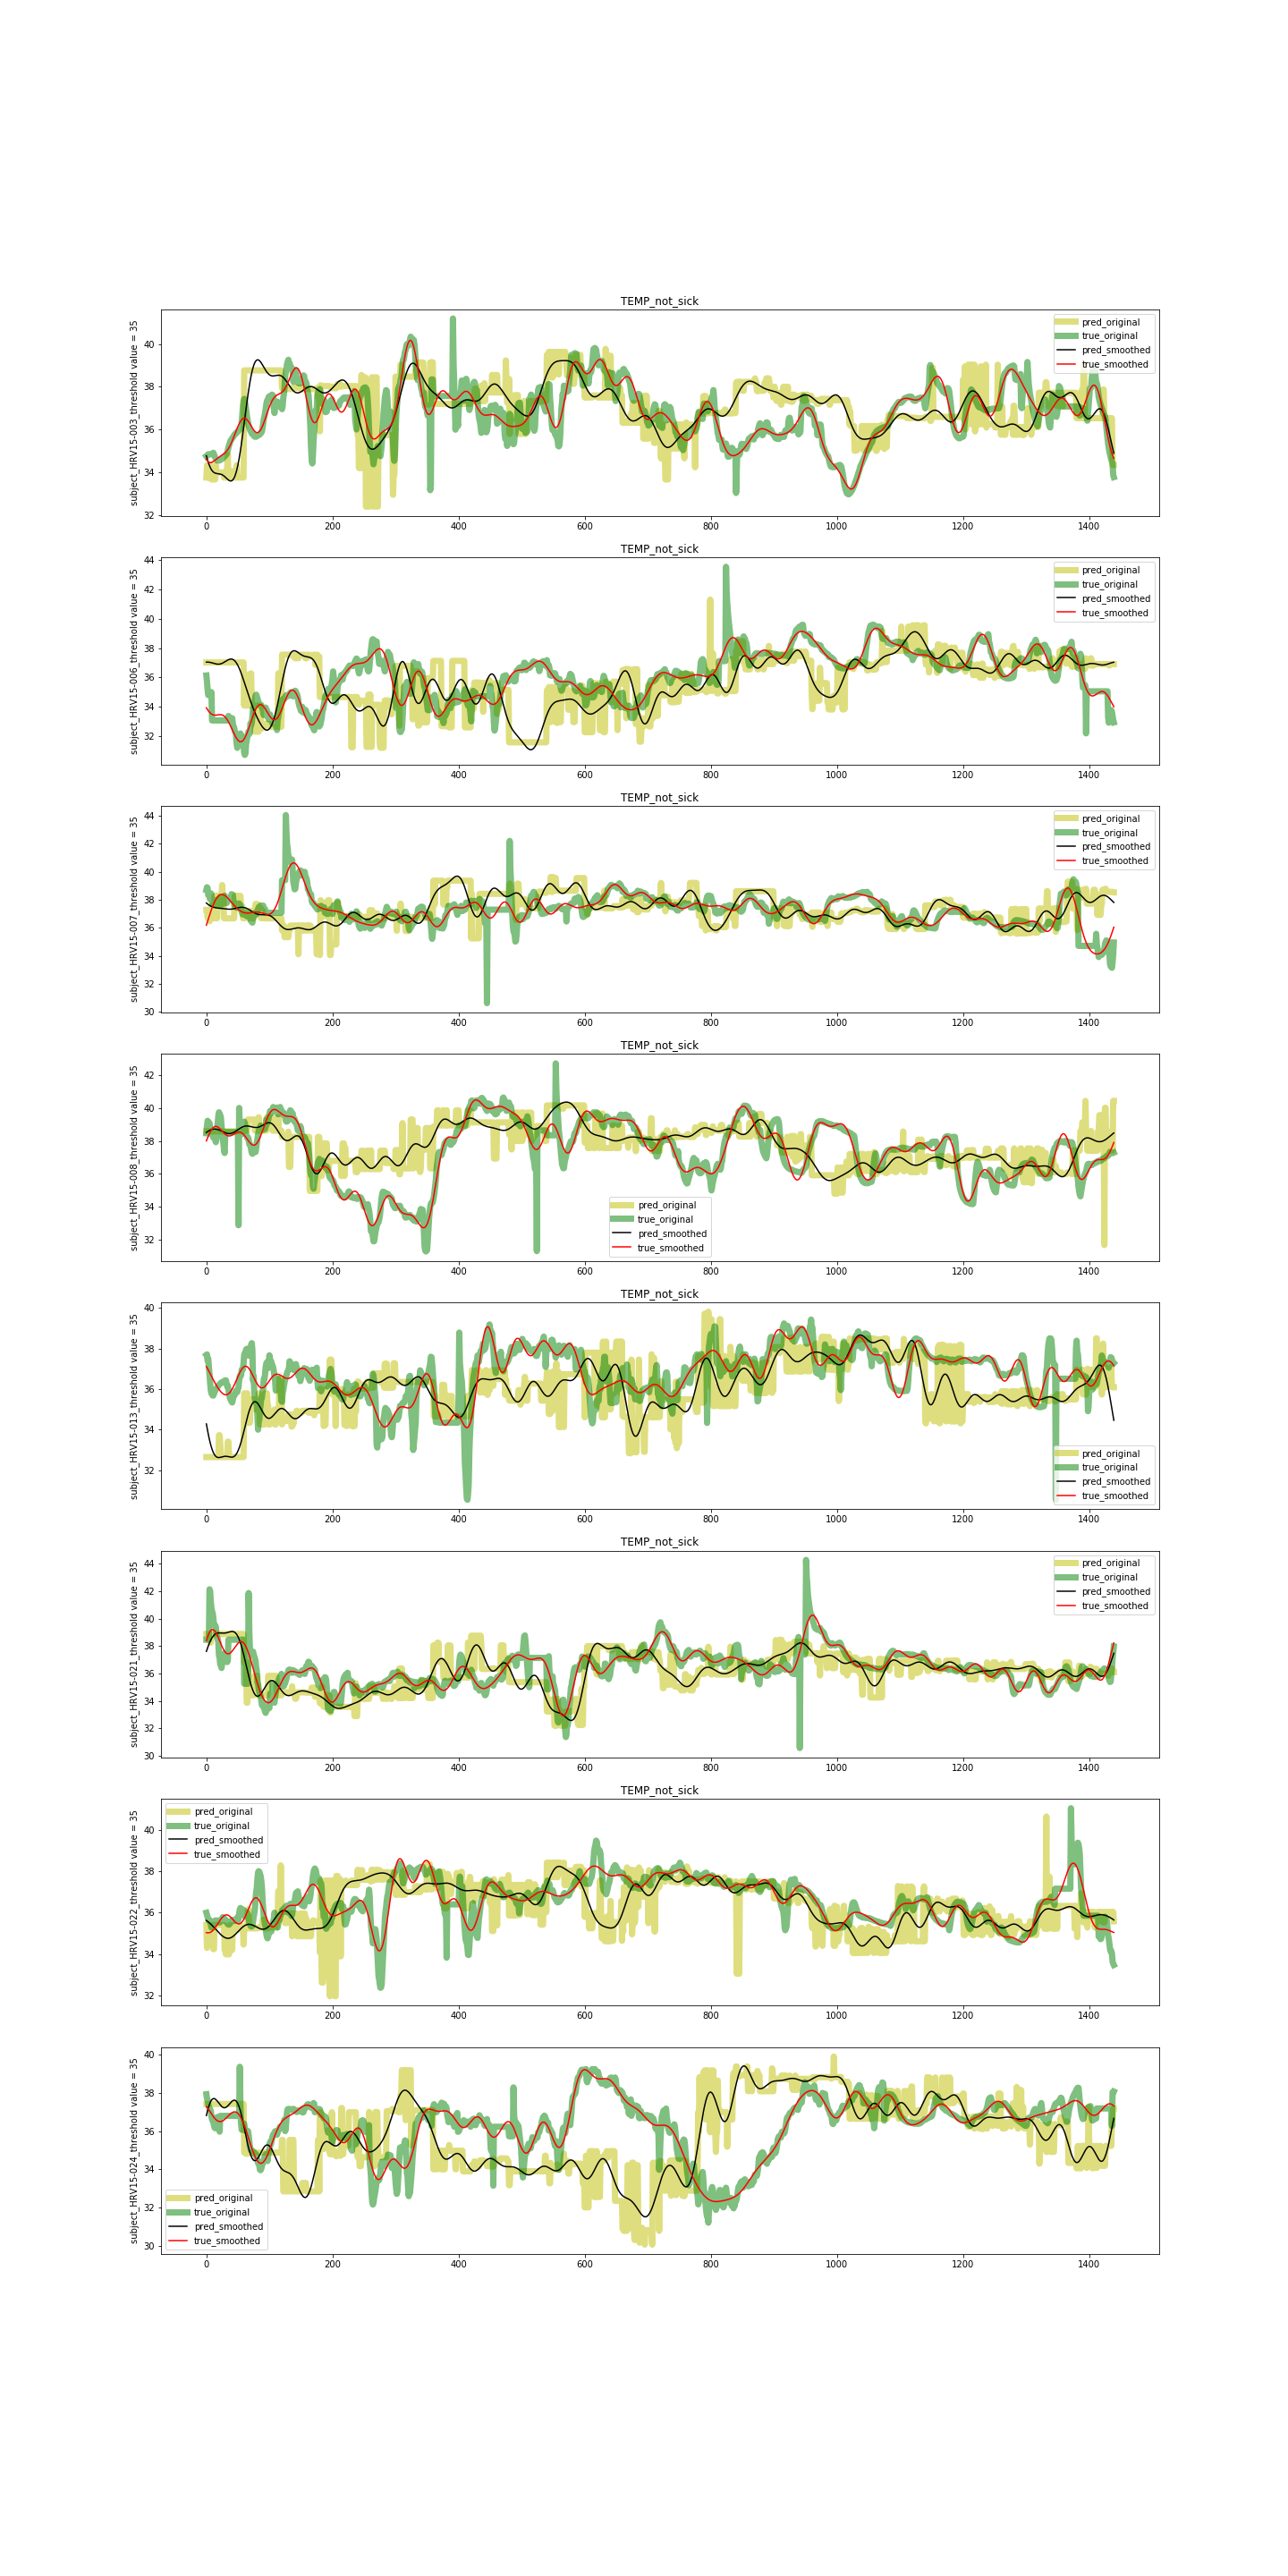 TEMP_not_sick
subject_HRV15-003_threshold value = 35
40
38
36
34
32
pred_original
true_original
pred_smoothed
true_smoothed
0 200 400 600 800 1000 1200 1400
TEMP_not_sick
subject_HRV15-006_threshold value = 35
44
42
40
38
36
34
32
pred_original
true_original
pred_smoothed
true_smoothed
0 200 400 600 800 1000 1200 1400
TEMP_not_sick
subject_HRV15-007_threshold value = 35
44
42
40
38
36
34
32
30
pred_original
true_original
pred_smoothed
true_smoothed
0 200 400 600 800 1000 1200 1400
TEMP_not_sick
subject_HRV15-008_threshold value = 35
42
40
38
36
34
32
pred_original
true_original
pred_smoothed
true_smoothed
0 200 400 600 800 1000 1200 1400
TEMP_not_sick
subject_HRV15-013_threshold value = 35
40
38
36
34
32
pred_original
true_original
pred_smoothed
true_smoothed
0 200 400 600 800 1000 1200 1400
TEMP_not_sick
subject_HRV15-021_threshold value = 35
44
42
40
38
36
34
32
30
pred_original
true_original
pred_smoothed
true_smoothed
0 200 400 600 800 1000 1200 1400
TEMP_not_sick
subject_HRV15-022_threshold value = 35
40
38
36
34
32
pred_original
true_original
pred_smoothed
true_smoothed
0 200 400 600 800 1000 1200 1400
subject_HRV15-024_threshold value = 35
40
38
36
34
32
30
pred_original
true_original
pred_smoothed
true_smoothed
0 200 400 600 800 1000 1200 1400